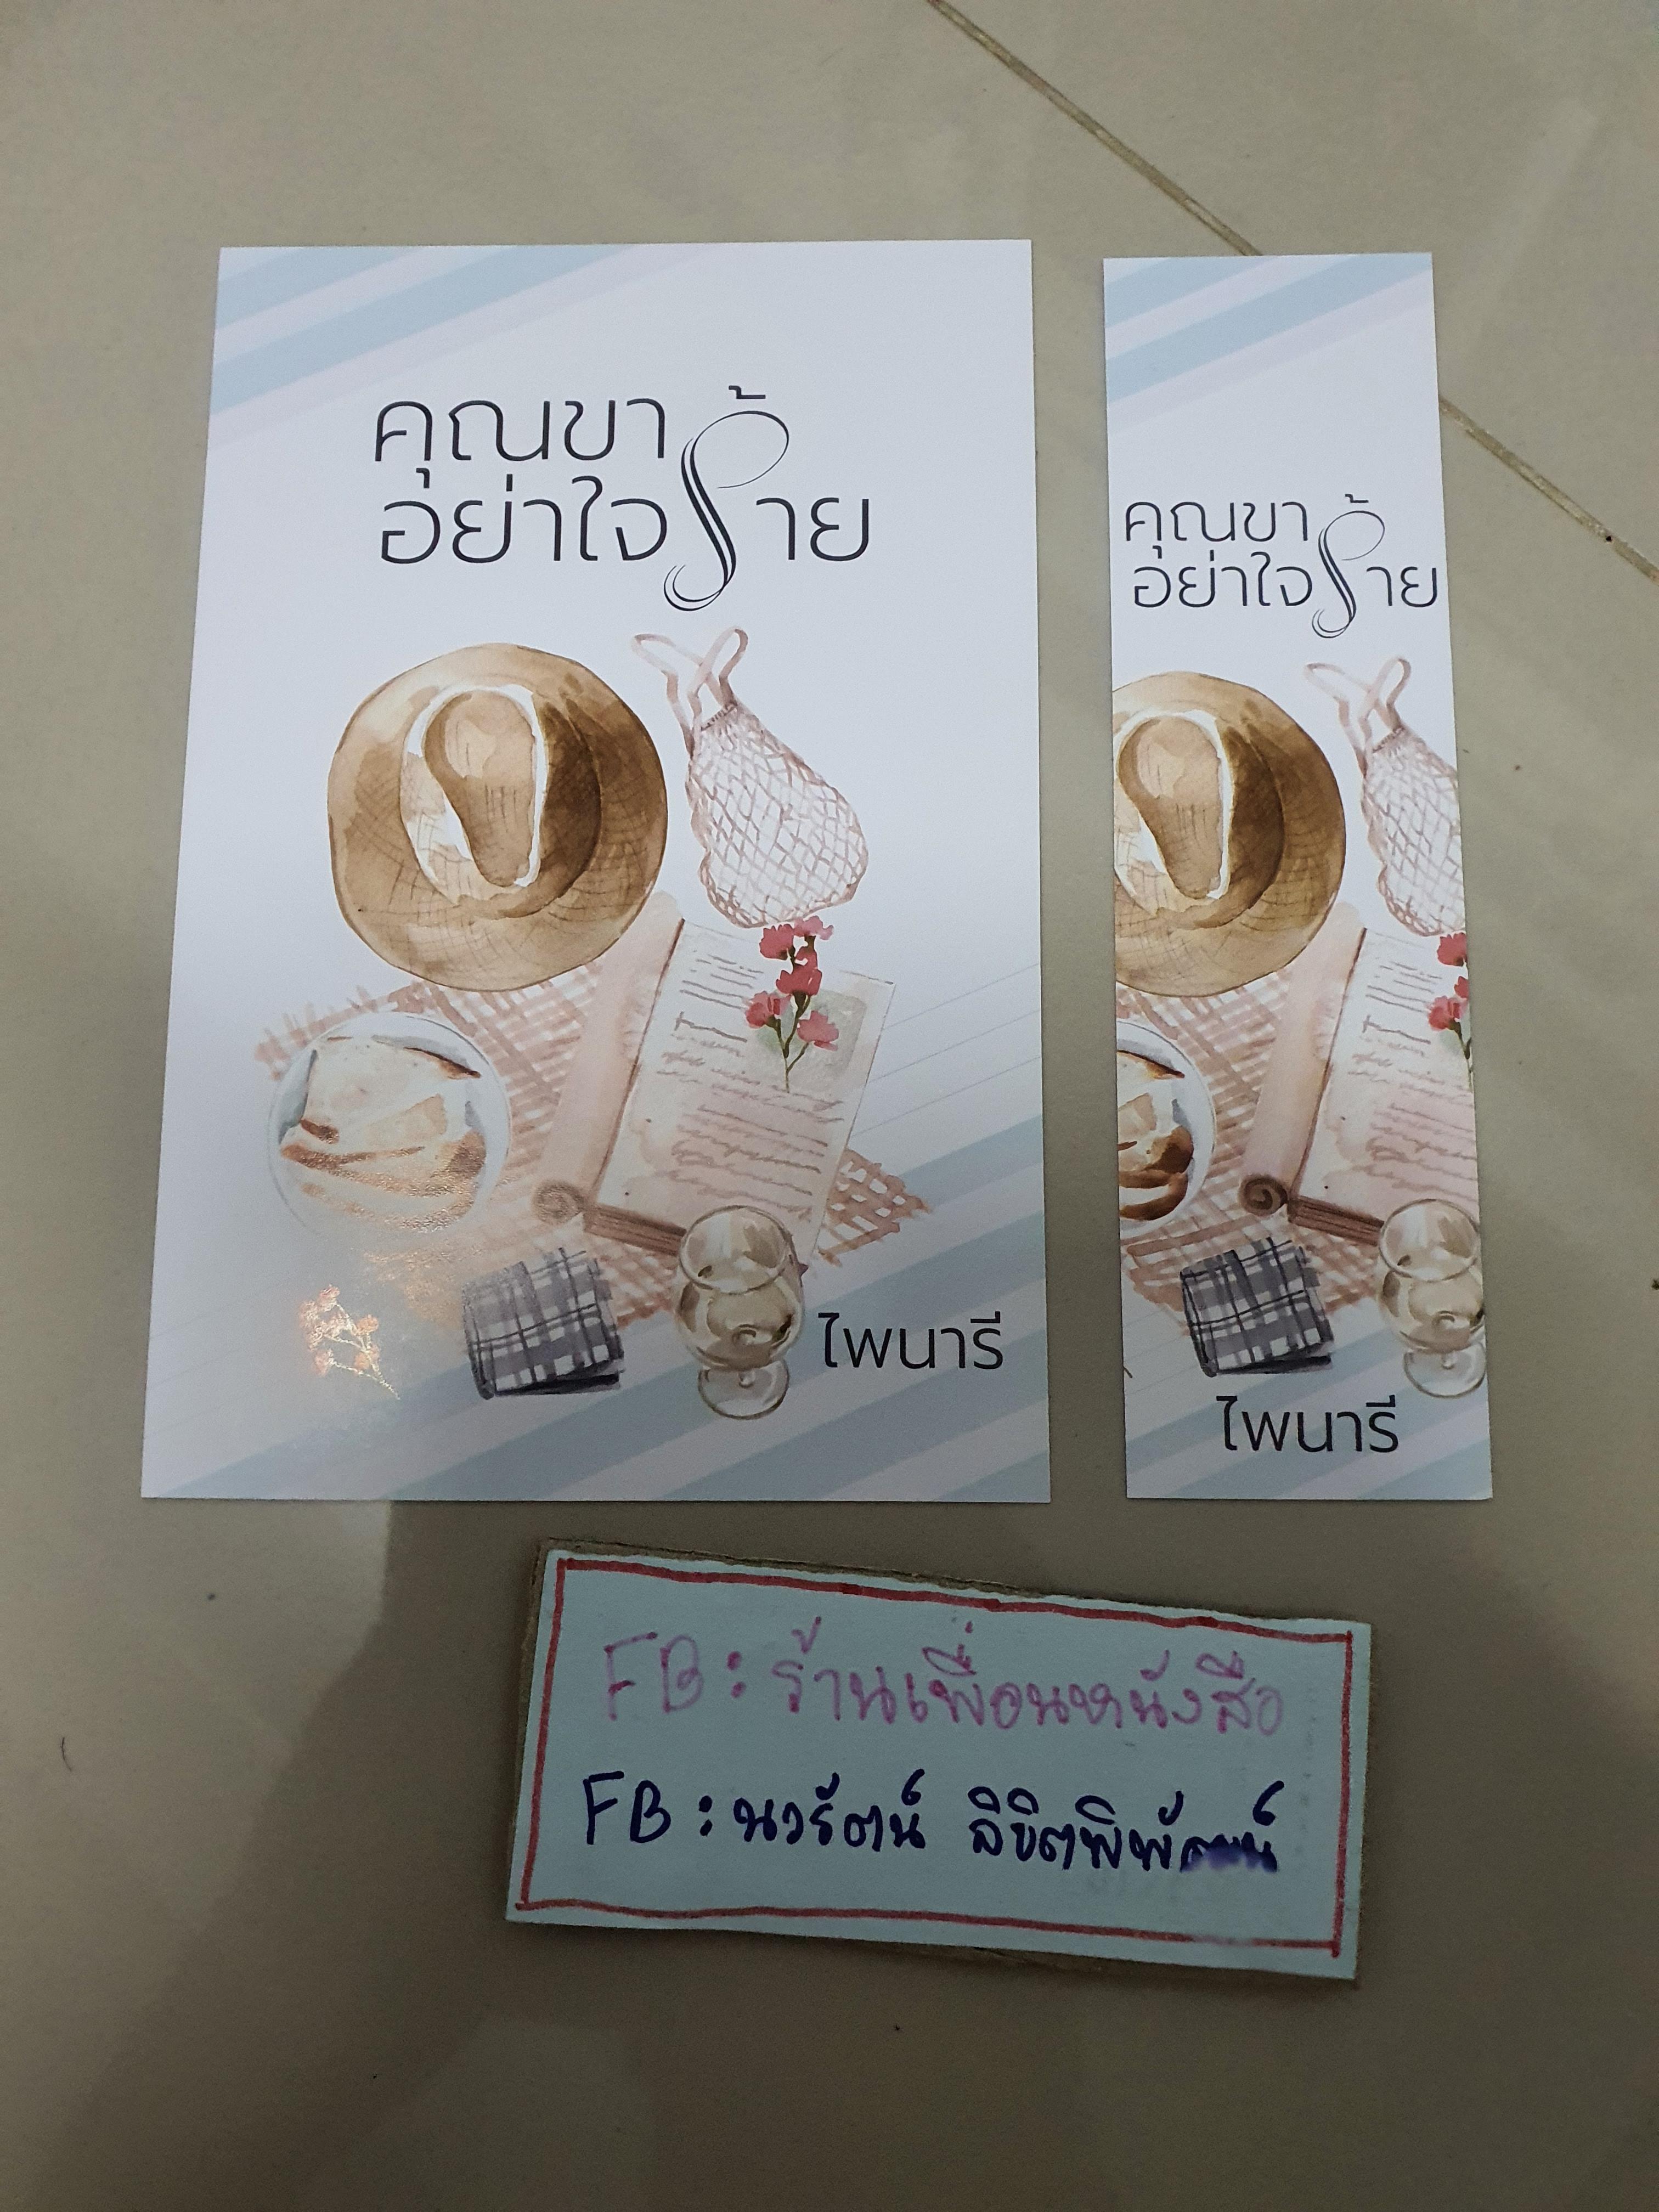 คุณขา
อย่าใจร้าย
ไพนารี
คุณขา
อย่าใจร้าย
ไพนารี
FB: ร้านเพื่อนหนังสือ
FB: นวรัตน์ ลิขิตพิพัฒน์